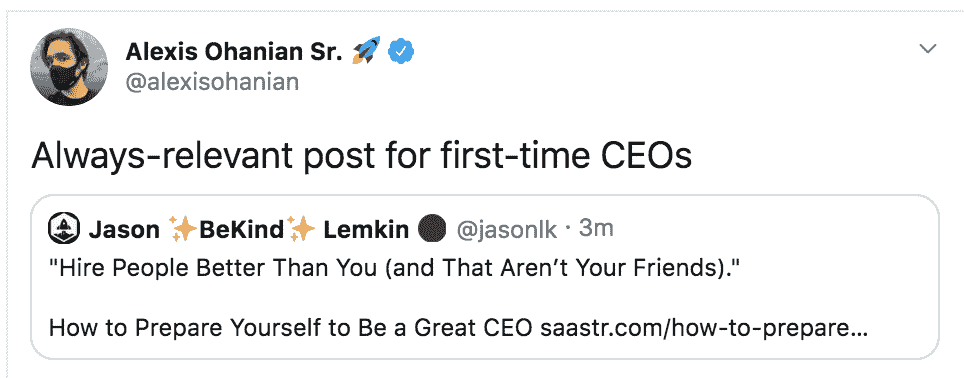 Alexis Ohanian Sr. 🚀
@alexisohanian
Always-relevant post for first-time CEOs
Jason ✨BeKind✨ Lemkin ⚫ @jasonlk · 3m
"Hire People Better Than You (and That Aren’t Your Friends)."
How to Prepare Yourself to Be a Great CEO saastr.com/how-to-prepare…